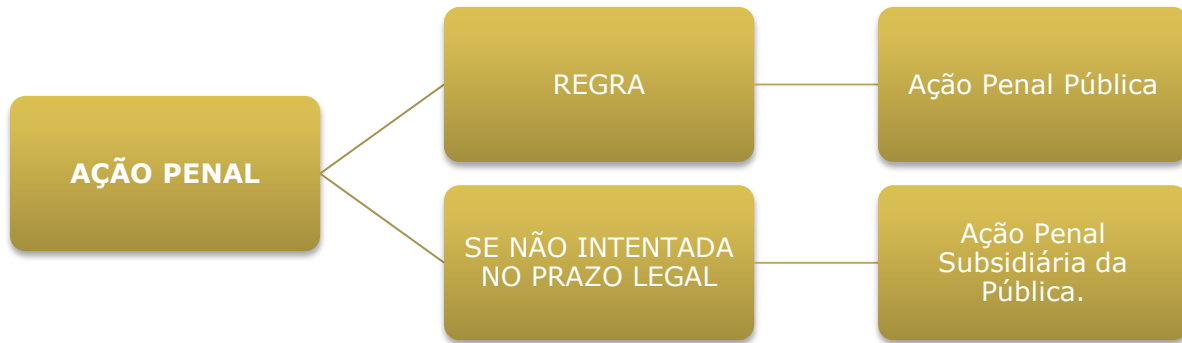 AÇÃO PENAL
REGRA
Ação Penal Pública
SE NÃO INTENTADA
NO PRAZO LEGAL
Ação Penal
Subsidiária da
Pública.